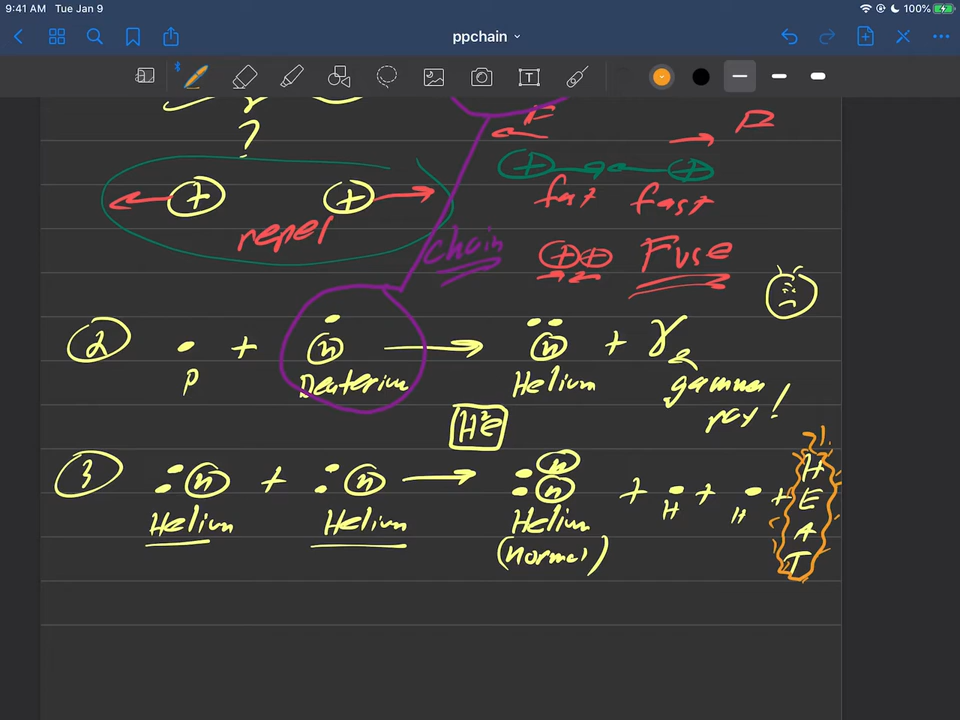 9:41 AM Tue Jan 9
100%
ppchain
?
F
F
+ +
+ +
repel
fast fast
chain
++ Fuse
2 p + n Deuterium → n Helium + γ gamma ray!
He
3 n Helium + n Helium → n n Helium (normal) + H + H + HEAT